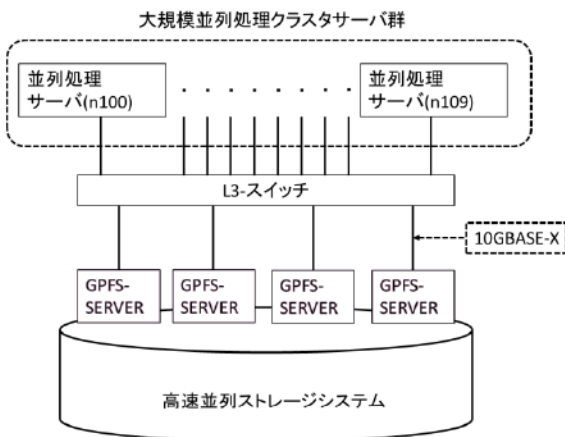 大規模並列処理クラスタサーバ群
並列処理
サーバ(n100)
・・・・・・・・
並列処理
サーバ(n109)
L3-スイッチ
10GBASE-X
GPFS-
SERVER
GPFS-
SERVER
GPFS-
SERVER
GPFS-
SERVER
高速並列ストレージシステム